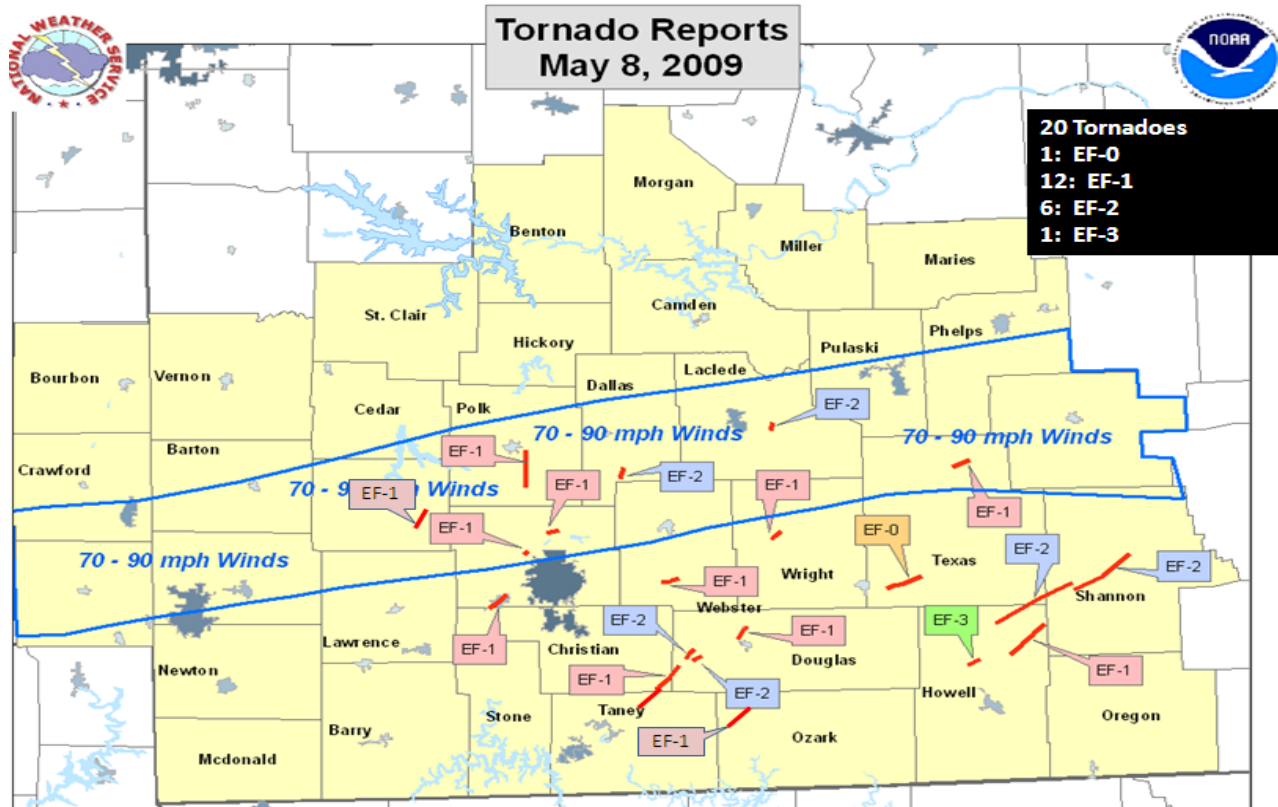 NATIONAL WEATHER SERVICE
Tornado Reports
May 8, 2009
NOAA
20 Tornadoes
1: EF-0
12: EF-1
6: EF-2
1: EF-3
Morgan
Benton
Miller
Maries
St. Clair
Camden
Hickory
Pulaski
Phelps
Bourbon
Vernon
Dallas
Laclede
Cedar
Polk
EF-2
70 - 90 mph Winds
70 - 90 mph Winds
Crawford
Barton
EF-1
EF-2
EF-1
EF-1
70 - 9 h Winds
EF-1
EF-1
EF-1
EF-0
70 - 90 mph Winds
EF-2
EF-2
Texas
Wright
EF-1
Shannon
Webster
EF-2
EF-3
EF-1
Lawrence
EF-1
Christian
Douglas
Newton
EF-1
EF-2
EF-1
Howell
Stone
Taney
Oregon
Barry
EF-1
Ozark
Mcdonald